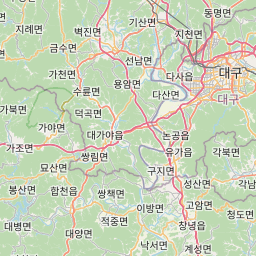 동명면
기산면
지례면
벽진면
지천면
금수면
선남면
대구
다사읍
가천면
용암면
수륜면
다산면
대구
가북면
덕곡면
가야면
대가야읍
논공읍
가조면
쌍림면
유가읍
각북면
묘산면
구지면
봉산면
합천읍
성산면
쌍책면
이방면
고암면
청도면
대병면
적중면
창녕읍
대양면
낙서면
계성면